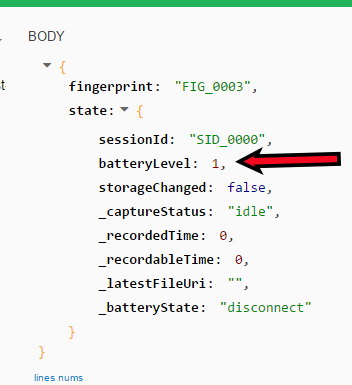 st
BODY
{
fingerprint: "FIG_0003",
state: {
sessionId: "SID_0000",
batteryLevel: 1,
storageChanged: false,
_captureStatus: "idle",
_recordedTime: 0,
_recordableTime: 0,
_latestFileUri: "",
_batteryState: "disconnect"
}
}
lines nums